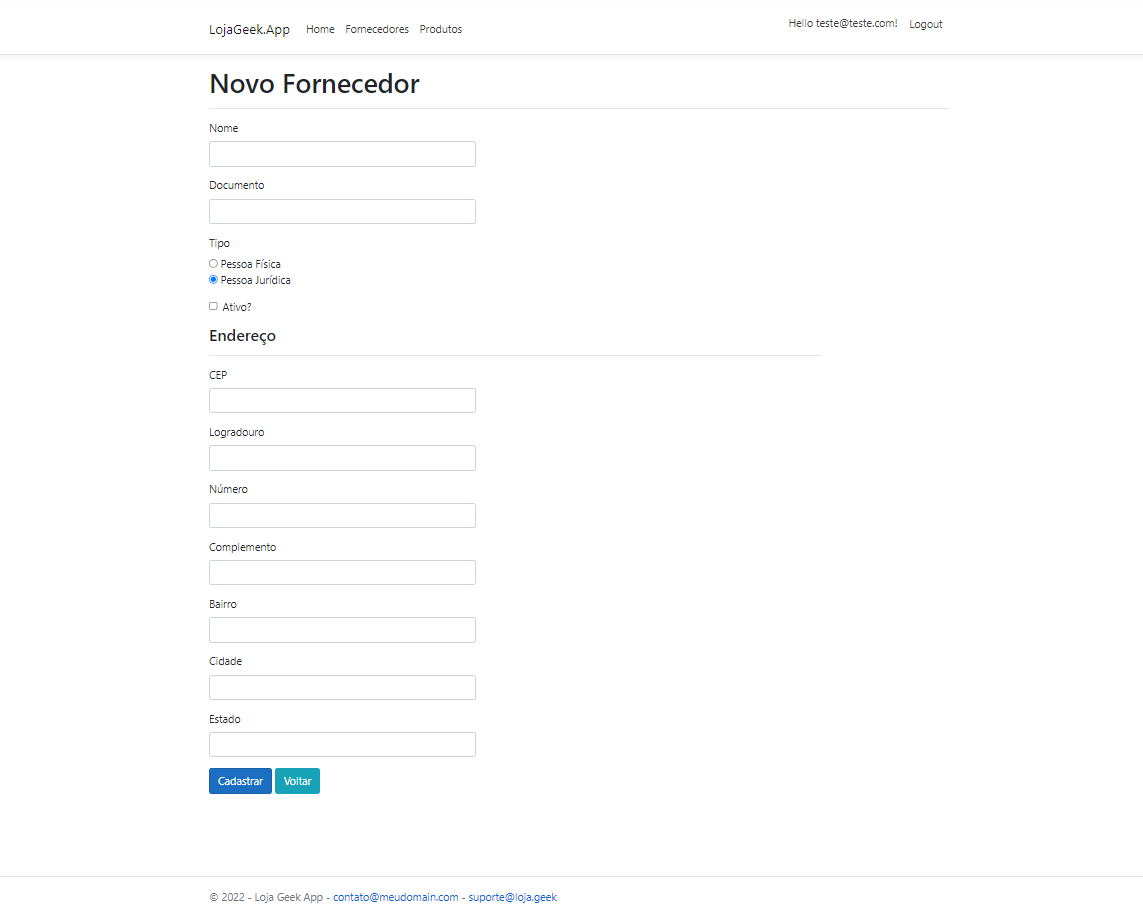 LojaGeek.App Home Fornecedores Produtos Hello teste@teste.com! Logout
Novo Fornecedor
Nome
Documento
Tipo
Pessoa Física
Pessoa Jurídica
Ativo?
Endereço
CEP
Logradouro
Número
Complemento
Bairro
Cidade
Estado
Cadastrar Voltar
© 2022 - Loja Geek App - contato@meudomain.com - suporte@loja.geek